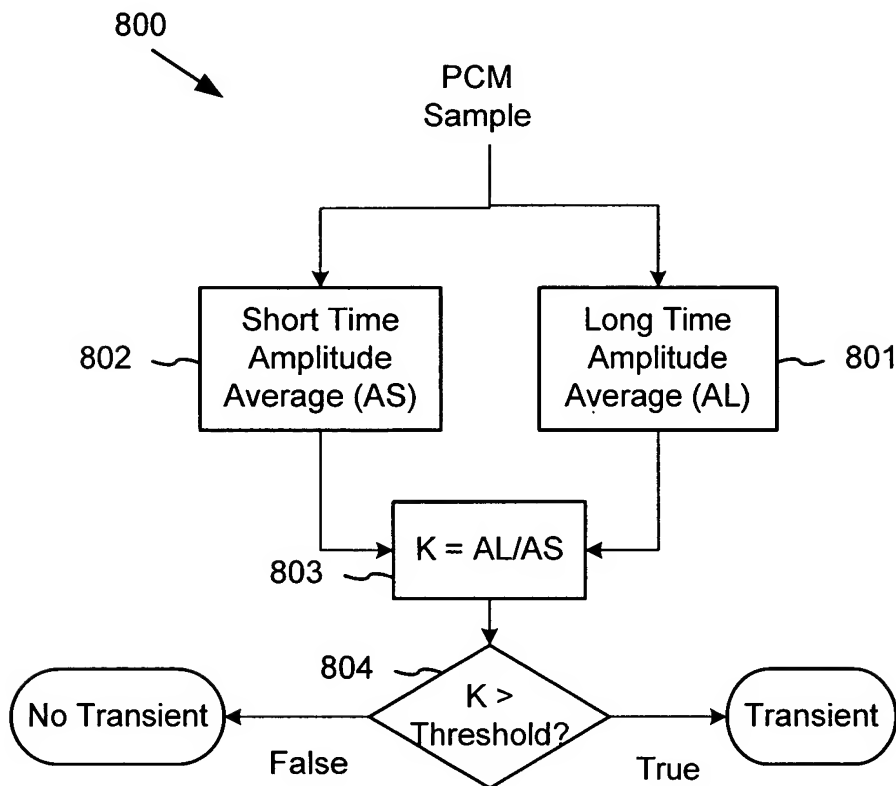 800
PCM
Sample
Short Time
Amplitude
Average (AS)
802
Long Time
Amplitude
Average (AL)
801
K = AL/AS
803
804
K >
Threshold?
No Transient
Transient
False
True